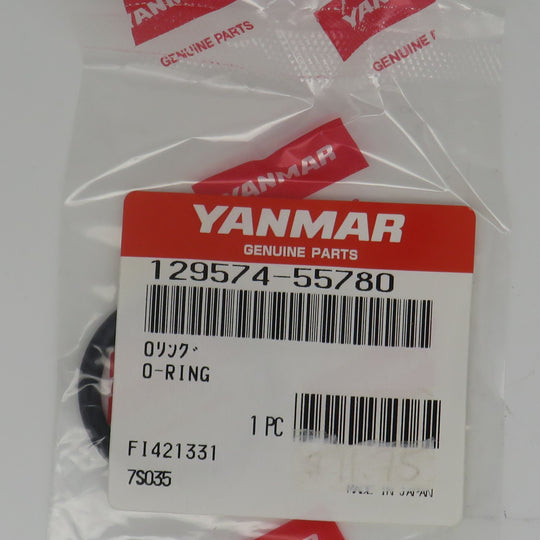 YANMAR
GENUINE PARTS
YANMAR
GENUINE PARTS
YANMAR
YANMAR
GENUINE PARTS
129574-55780
Oリング
O-RING
1 PC
FI421331
7S035
MADE IN JAPAN